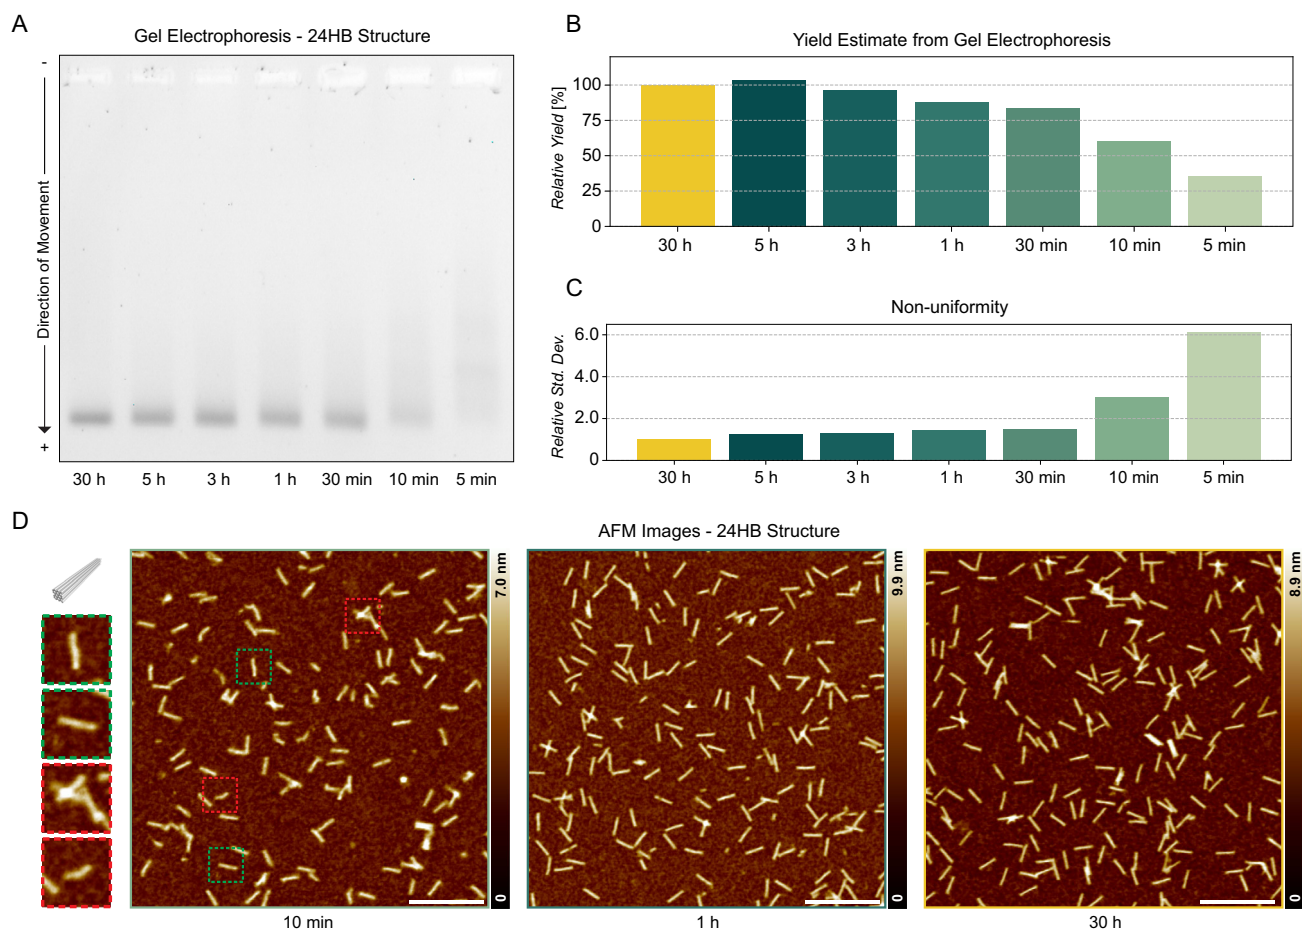 A
Gel Electrophoresis - 24HB Structure
-
Direction of Movement
+
30 h 5 h 3 h 1 h 30 min 10 min 5 min
B
Yield Estimate from Gel Electrophoresis
Relative Yield [%]
100
75
50
25
0
30 h 5 h 3 h 1 h 30 min 10 min 5 min
C
Non-uniformity
Relative Std. Dev.
6.0
4.0
2.0
0
30 h 5 h 3 h 1 h 30 min 10 min 5 min
D
AFM Images - 24HB Structure
7.0 nm
0
9.9 nm
0
8.9 nm
0
10 min 1 h 30 h